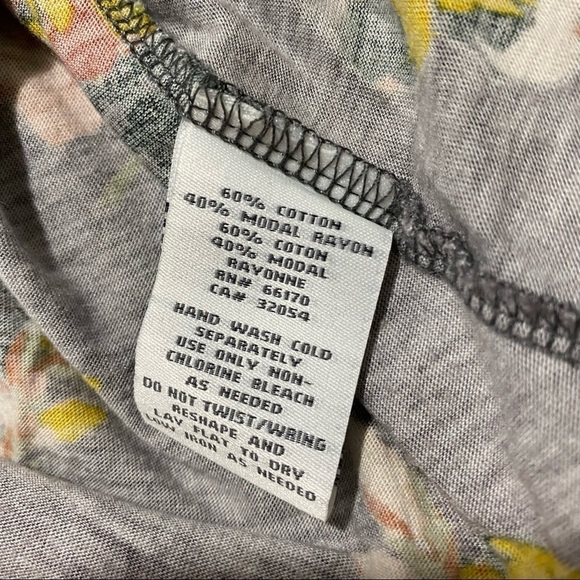 60% COTTON
40% MODAL RAYON
60% COTON
40% MODAL
RAYONNE
RN# 66170
CA# 32054
HAND WASH COLD
SEPARATELY
USE ONLY NON-
CHLORINE BLEACH
AS NEEDED
DO NOT TWIST/WRING
RESHAPE AND
LAY FLAT TO DRY
LOW IRON AS NEEDED